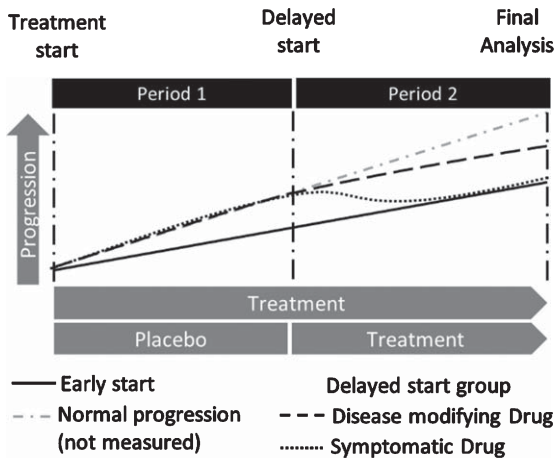 Treatment start
Delayed start
Final Analysis
Period 1
Period 2
Progression
Treatment
Placebo
Treatment
Early start
Normal progression
(not measured)
Delayed start group
Disease modifying Drug
Symptomatic Drug